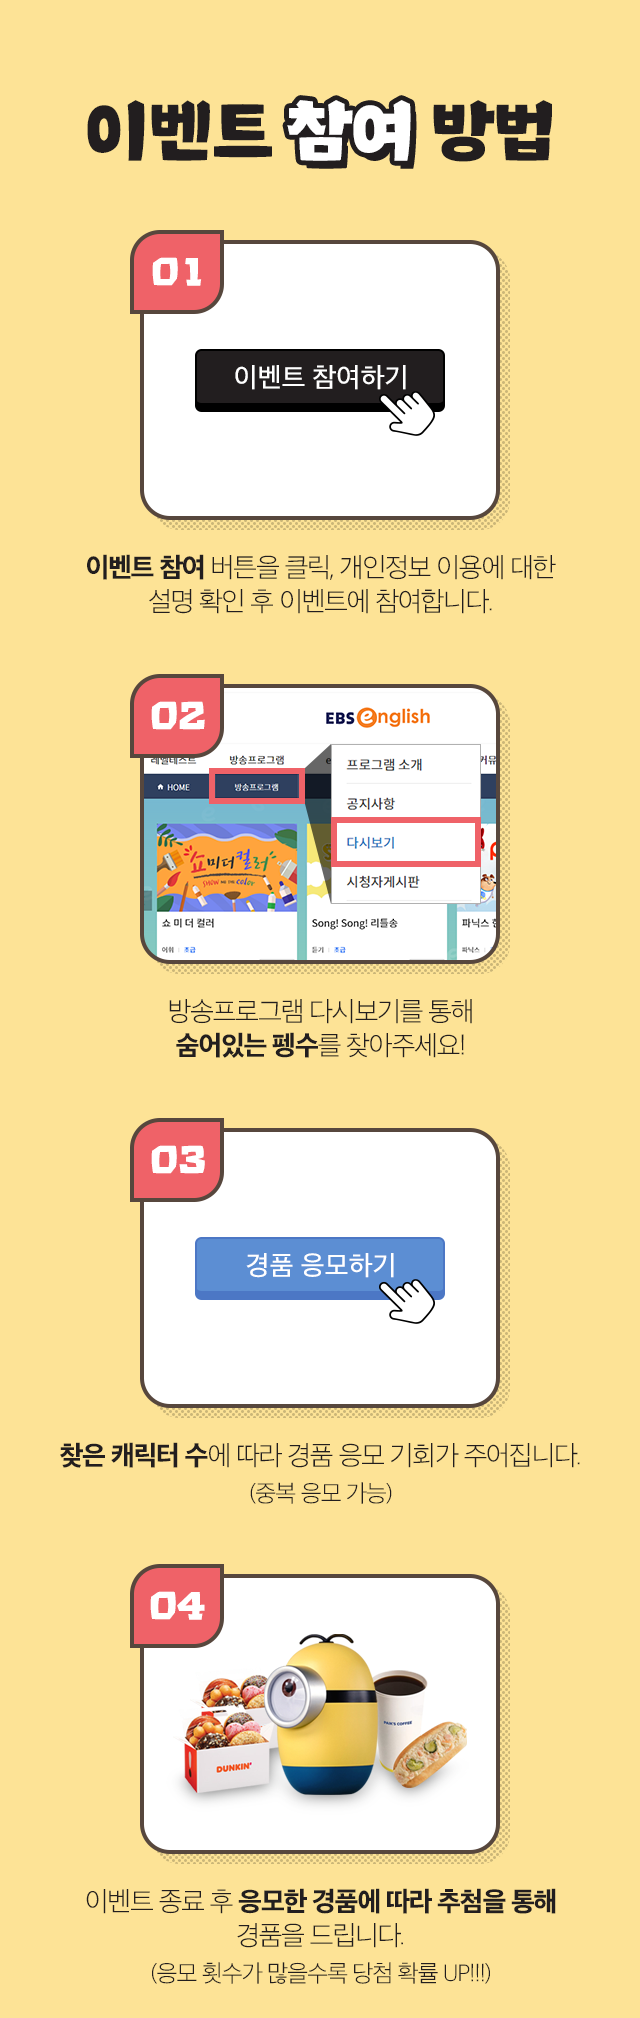 이벤트 참여 방법
01
이벤트 참여하기
이벤트 참여 버튼을 클릭, 개인정보 이용에 대한
설명 확인 후 이벤트에 참여합니다.
02
EBS english
레벨테스트 방송프로그램
HOME 방송프로그램
프로그램 소개
공지사항
다시보기
시청자게시판
쇼미더컬러
SHOW ME THE COLOR
쇼 미 더 컬러
Song! Song! 리틀송
파닉스
어휘 초급
듣기 초급
파닉스
방송프로그램 다시보기를 통해
숨어있는 펭수를 찾아주세요!
03
경품 응모하기
찾은 캐릭터 수에 따라 경품 응모 기회가 주어집니다.
(중복 응모 가능)
04
DUNKIN'
이벤트 종료 후 응모한 경품에 따라 추첨을 통해
경품을 드립니다.
(응모 횟수가 많을수록 당첨 확률 UP!!!)